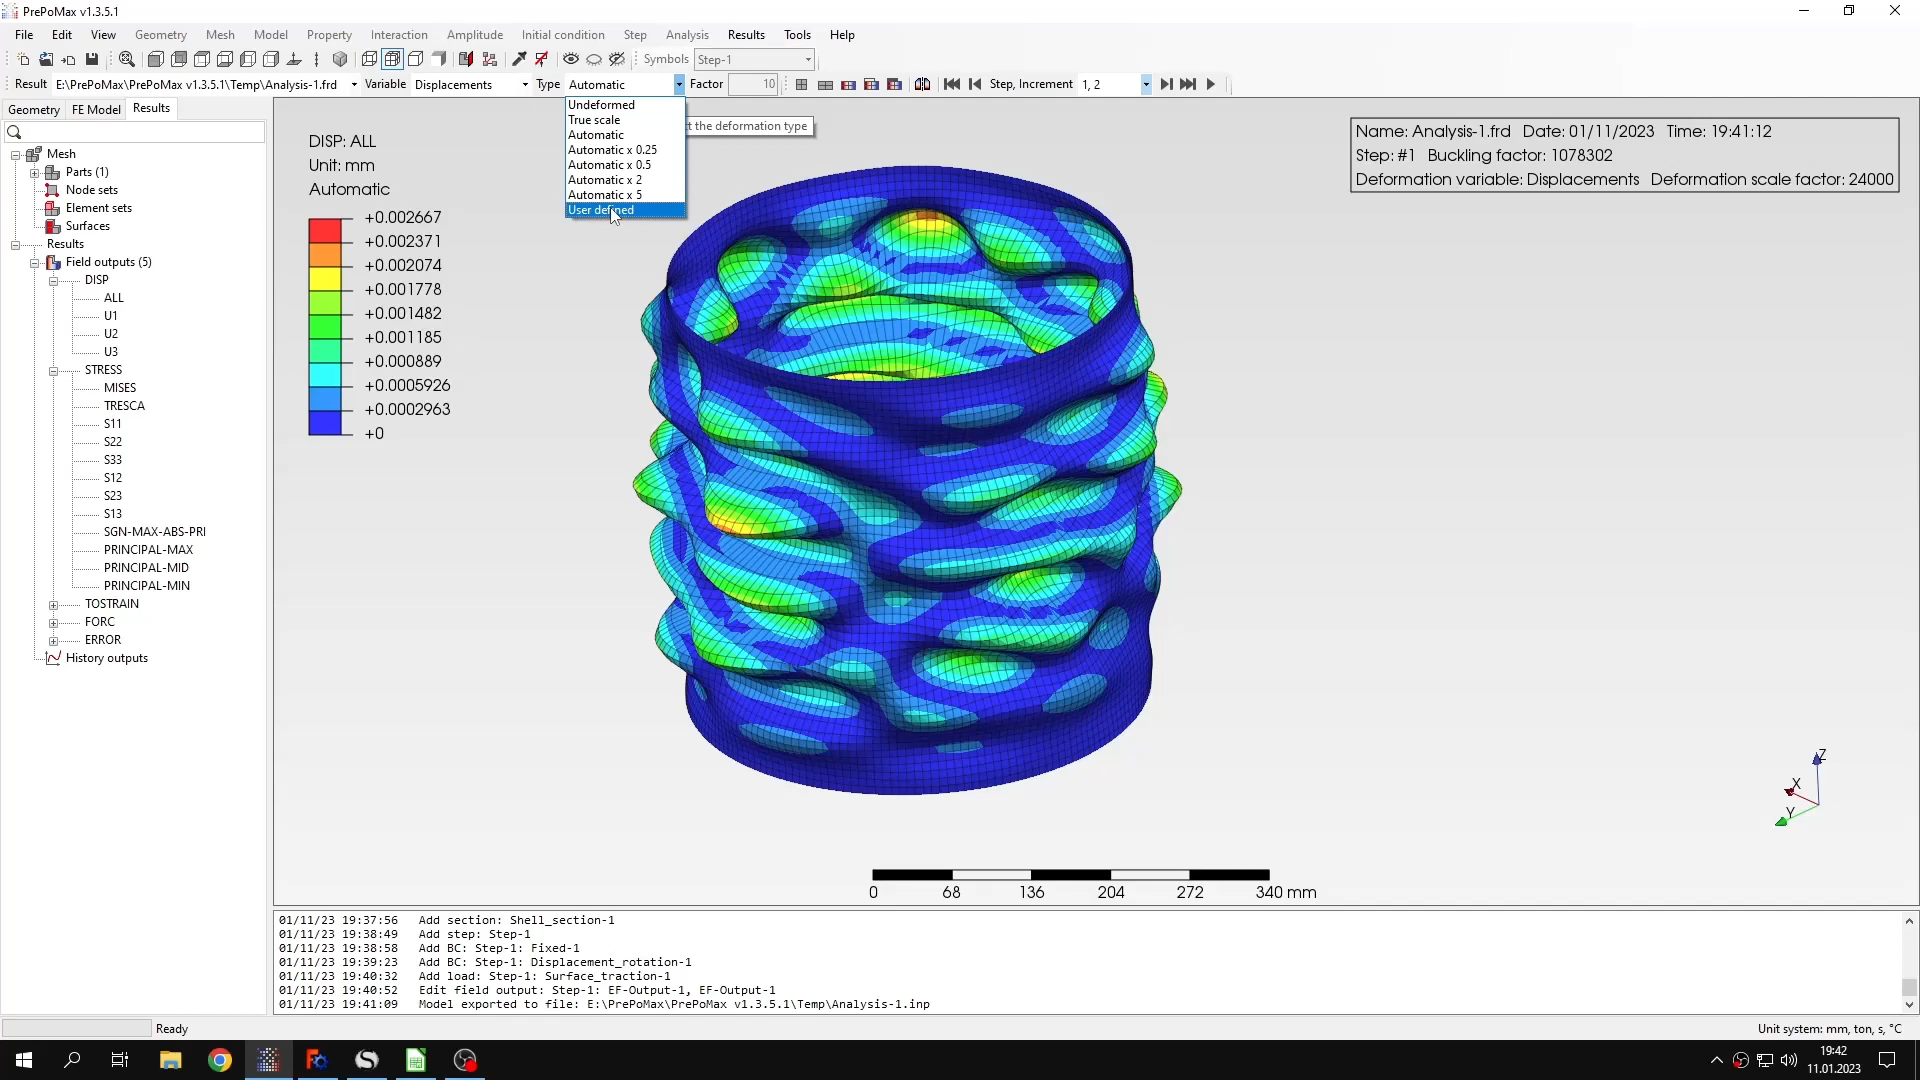 PrePoMax v1.3.5.1
File Edit View Geometry Mesh Model Property Interaction Amplitude Initial condition Step Analysis Results Tools Help
Symbols Step-1
Result E:\PrePoMax\PrePoMax v1.3.5.1\Temp\Analysis-1.frd Variable Displacements Type Automatic Factor 10 Step, Increment 1, 2
Geometry FE Model Results
Undeformed
True scale
Automatic
Automatic x 0.25
Automatic x 0.5
Automatic x 2
Automatic x 5
User defined
t the deformation type
Mesh
Parts (1)
Node sets
Element sets
Surfaces
Results
Field outputs (5)
DISP
ALL
U1
U2
U3
STRESS
MISES
TRESCA
S11
S22
S33
S12
S23
S13
SGN-MAX-ABS-PRI
PRINCIPAL-MAX
PRINCIPAL-MID
PRINCIPAL-MIN
TOSTRAIN
FORC
ERROR
History outputs
DISP: ALL
Unit: mm
Automatic
+0.002667
+0.002371
+0.002074
+0.001778
+0.001482
+0.001185
+0.000889
+0.0005926
+0.0002963
+0
Name: Analysis-1.frd Date: 01/11/2023 Time: 19:41:12
Step: #1 Buckling factor: 1078302
Deformation variable: Displacements Deformation scale factor: 24000
Z
X
Y
0 68 136 204 272 340 mm
01/11/23 19:37:56 Add section: Shell_section-1
01/11/23 19:38:49 Add step: Step-1
01/11/23 19:38:58 Add BC: Step-1: Fixed-1
01/11/23 19:39:23 Add BC: Step-1: Displacement_rotation-1
01/11/23 19:40:32 Add load: Step-1: Surface_traction-1
01/11/23 19:40:52 Edit field output: Step-1: EF-Output-1, EF-Output-1
01/11/23 19:41:09 Model exported to file: E:\PrePoMax\PrePoMax v1.3.5.1\Temp\Analysis-1.inp
Ready
Unit system: mm, ton, s, °C
19:42
11.01.2023